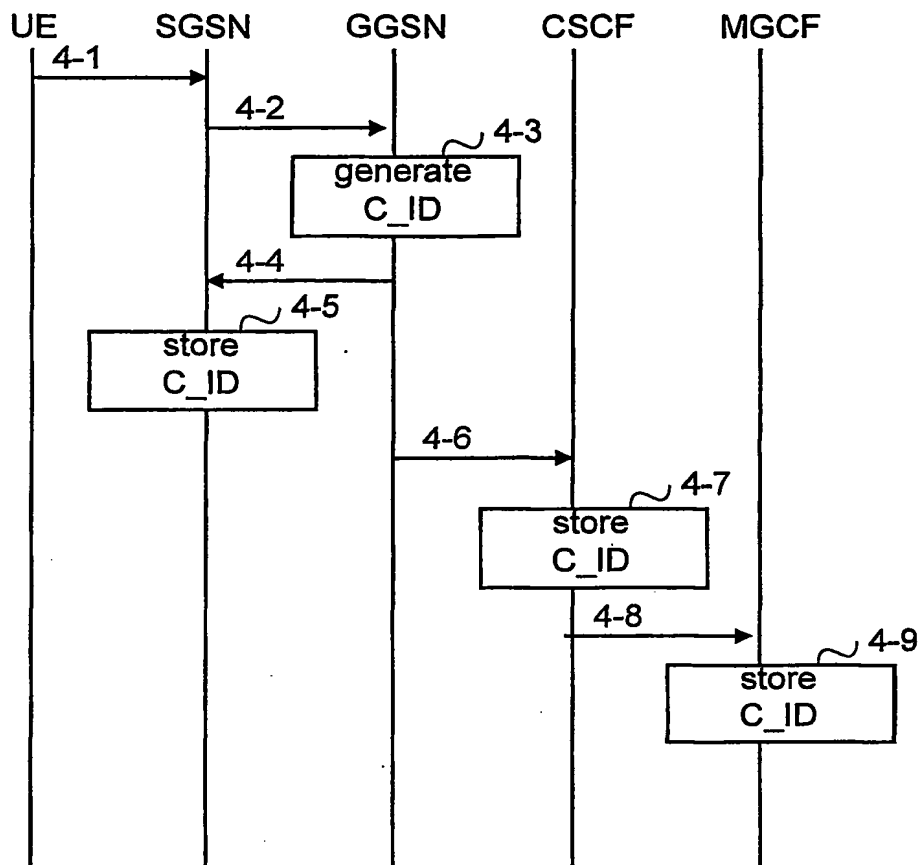 UE SGSN GGSN CSCF MGCF
4-1
4-2
4-3
generate
C_ID
4-4
4-5
store
C_ID
4-6
4-7
store
C_ID
4-8
4-9
store
C_ID